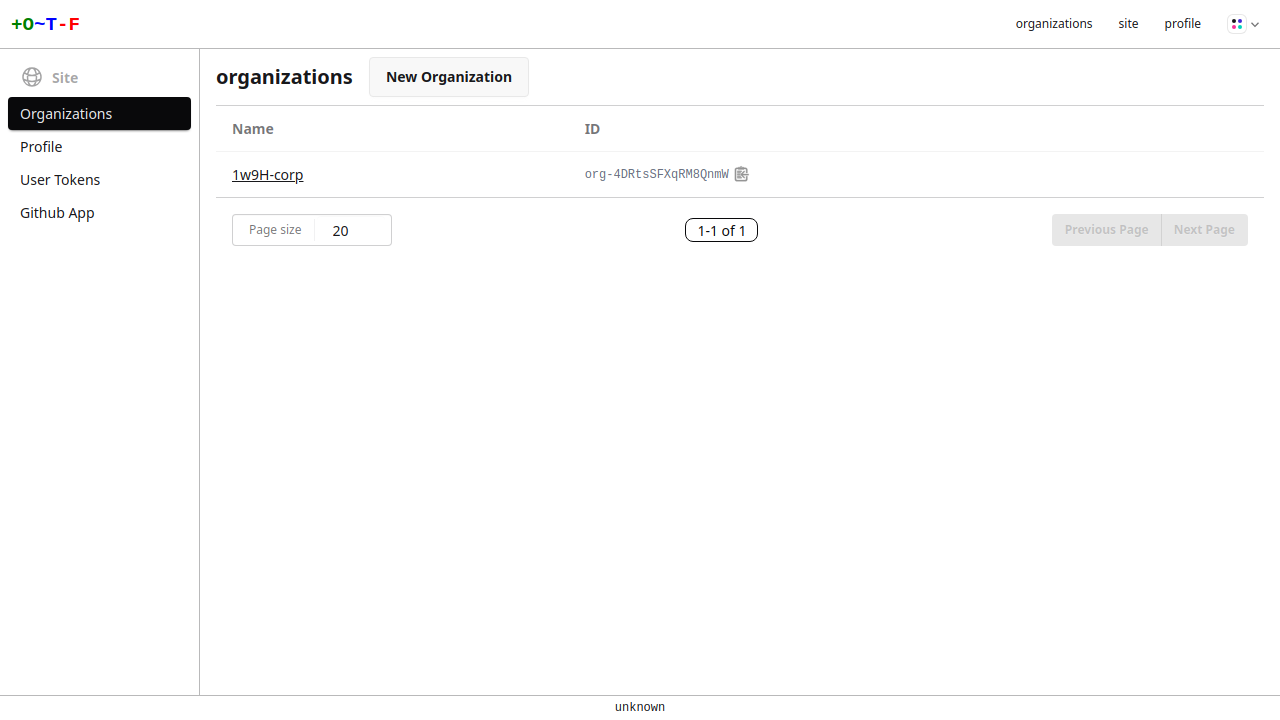 +O~T-F
organizations site profile
Site
Organizations
Profile
User Tokens
Github App
organizations
New Organization
Name ID
1w9H-corp org-4DRtsSFXqRM8QnmW
Page size 20 1-1 of 1 Previous Page Next Page
unknown